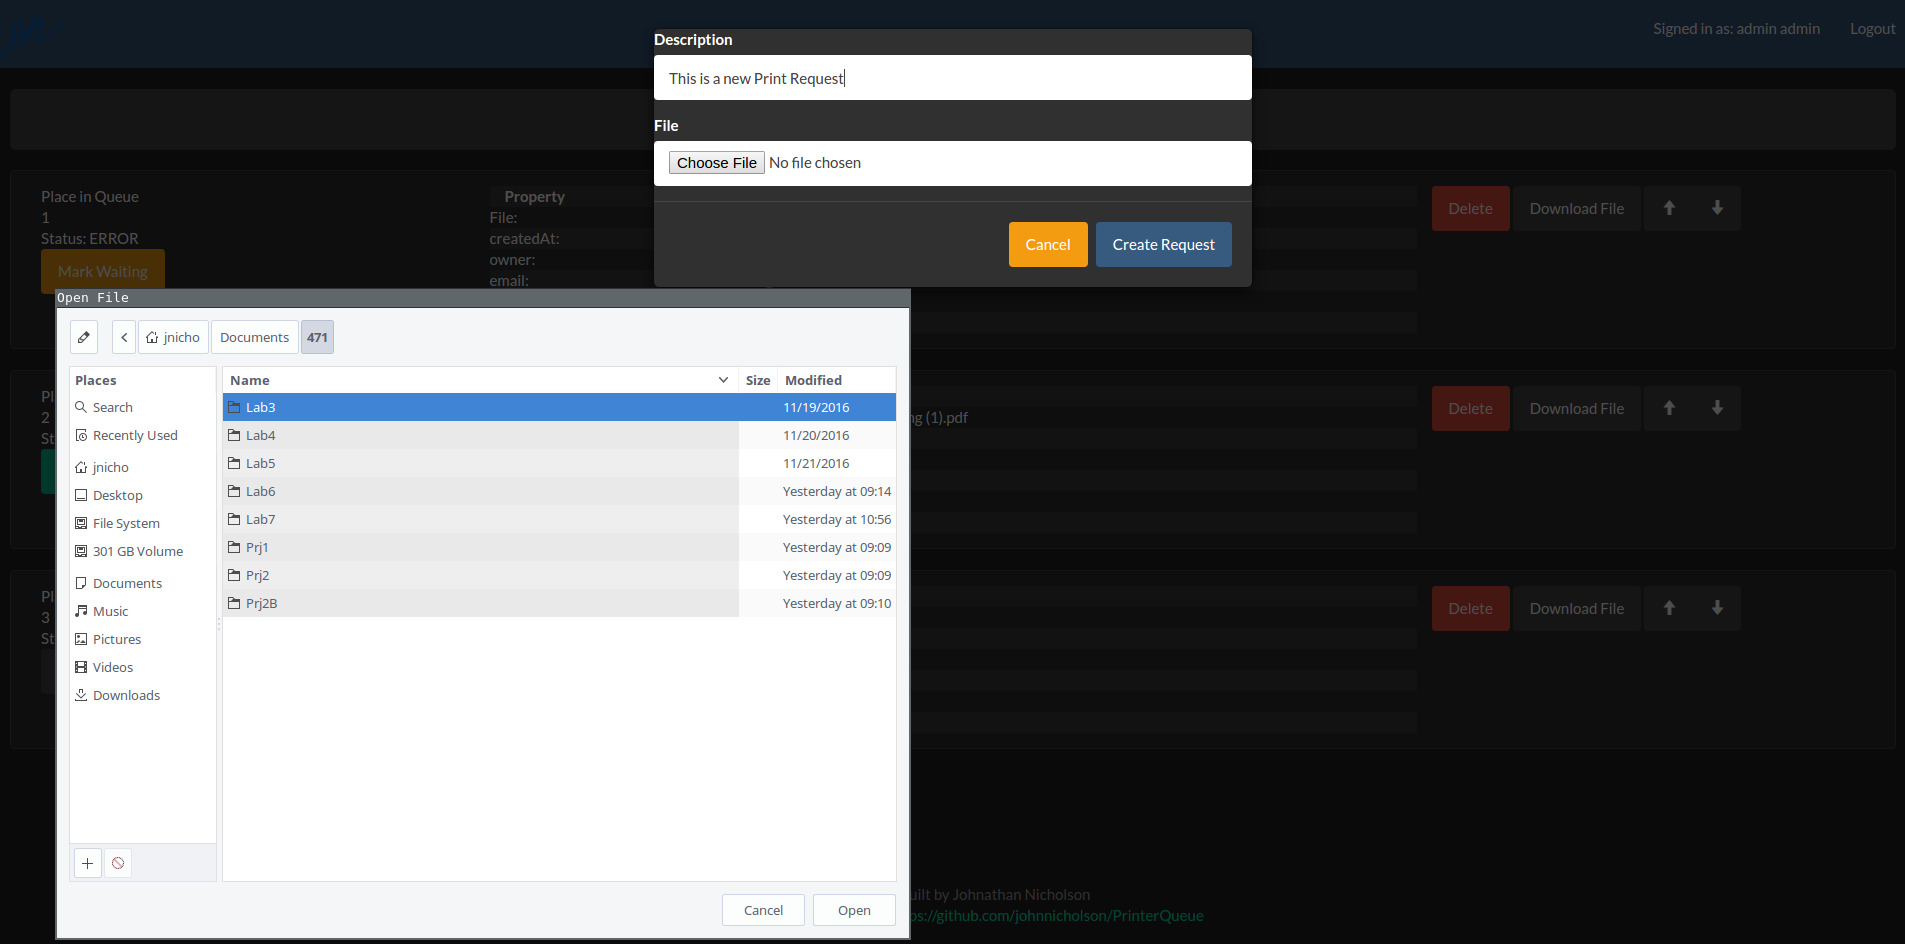 Signed in as: admin admin Logout
Description
This is a new Print Request
File
Choose File No file chosen
Cancel Create Request
Place in Queue
1
Status: ERROR
Mark Waiting
Property
File:
createdAt:
owner:
email:
Delete Download File
Open File
jnicho Documents 471
Places
Search
Recently Used
jnicho
Desktop
File System
301 GB Volume
Documents
Music
Pictures
Videos
Downloads
Name Size Modified
Lab3 11/19/2016
Lab4 11/20/2016
Lab5 11/21/2016
Lab6 Yesterday at 09:14
Lab7 Yesterday at 10:56
Prj1 Yesterday at 09:09
Prj2 Yesterday at 09:09
Prj2B Yesterday at 09:10
Cancel Open
Pl
2
St
ng (1).pdf
Delete Download File
Pl
3
St
Delete Download File
uilt by Johnathan Nicholson
ps://github.com/johnnicholson/PrinterQueue